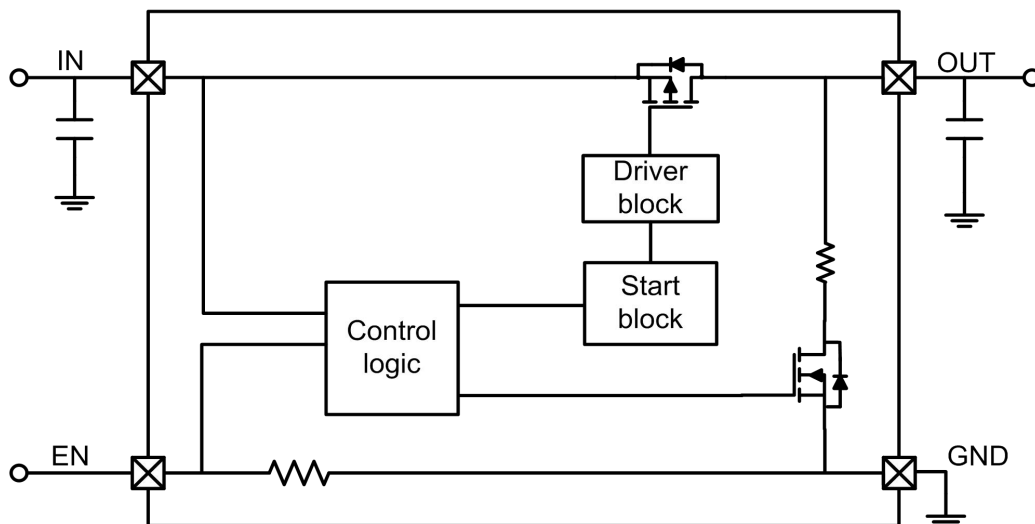 IN
OUT
Driver
block
Start
block
Control
logic
EN
GND